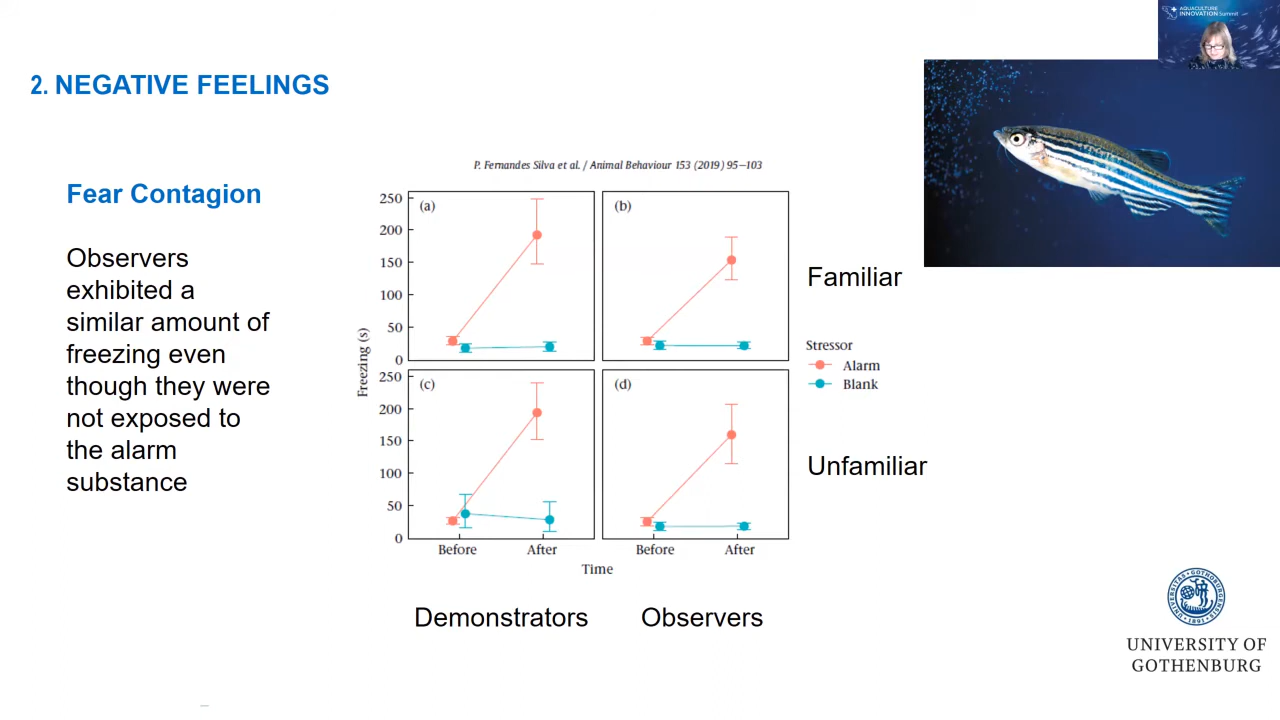 AQUACULTURE
INNOVATION Summit
2. NEGATIVE FEELINGS
Fear Contagion
Observers
exhibited a
similar amount of
freezing even
though they were
not exposed to
the alarm
substance
P. Fernandes Silva et al. / Animal Behaviour 153 (2019) 95–103
Freezing (s)
250
200
150
100
50
0
(a)
(b)
250
200
150
100
50
0
(c)
(d)
Before
After
Before
After
Time
Familiar
Stressor
Alarm
Blank
Unfamiliar
Demonstrators
Observers
UNIVERSITY OF
GOTHENBURG